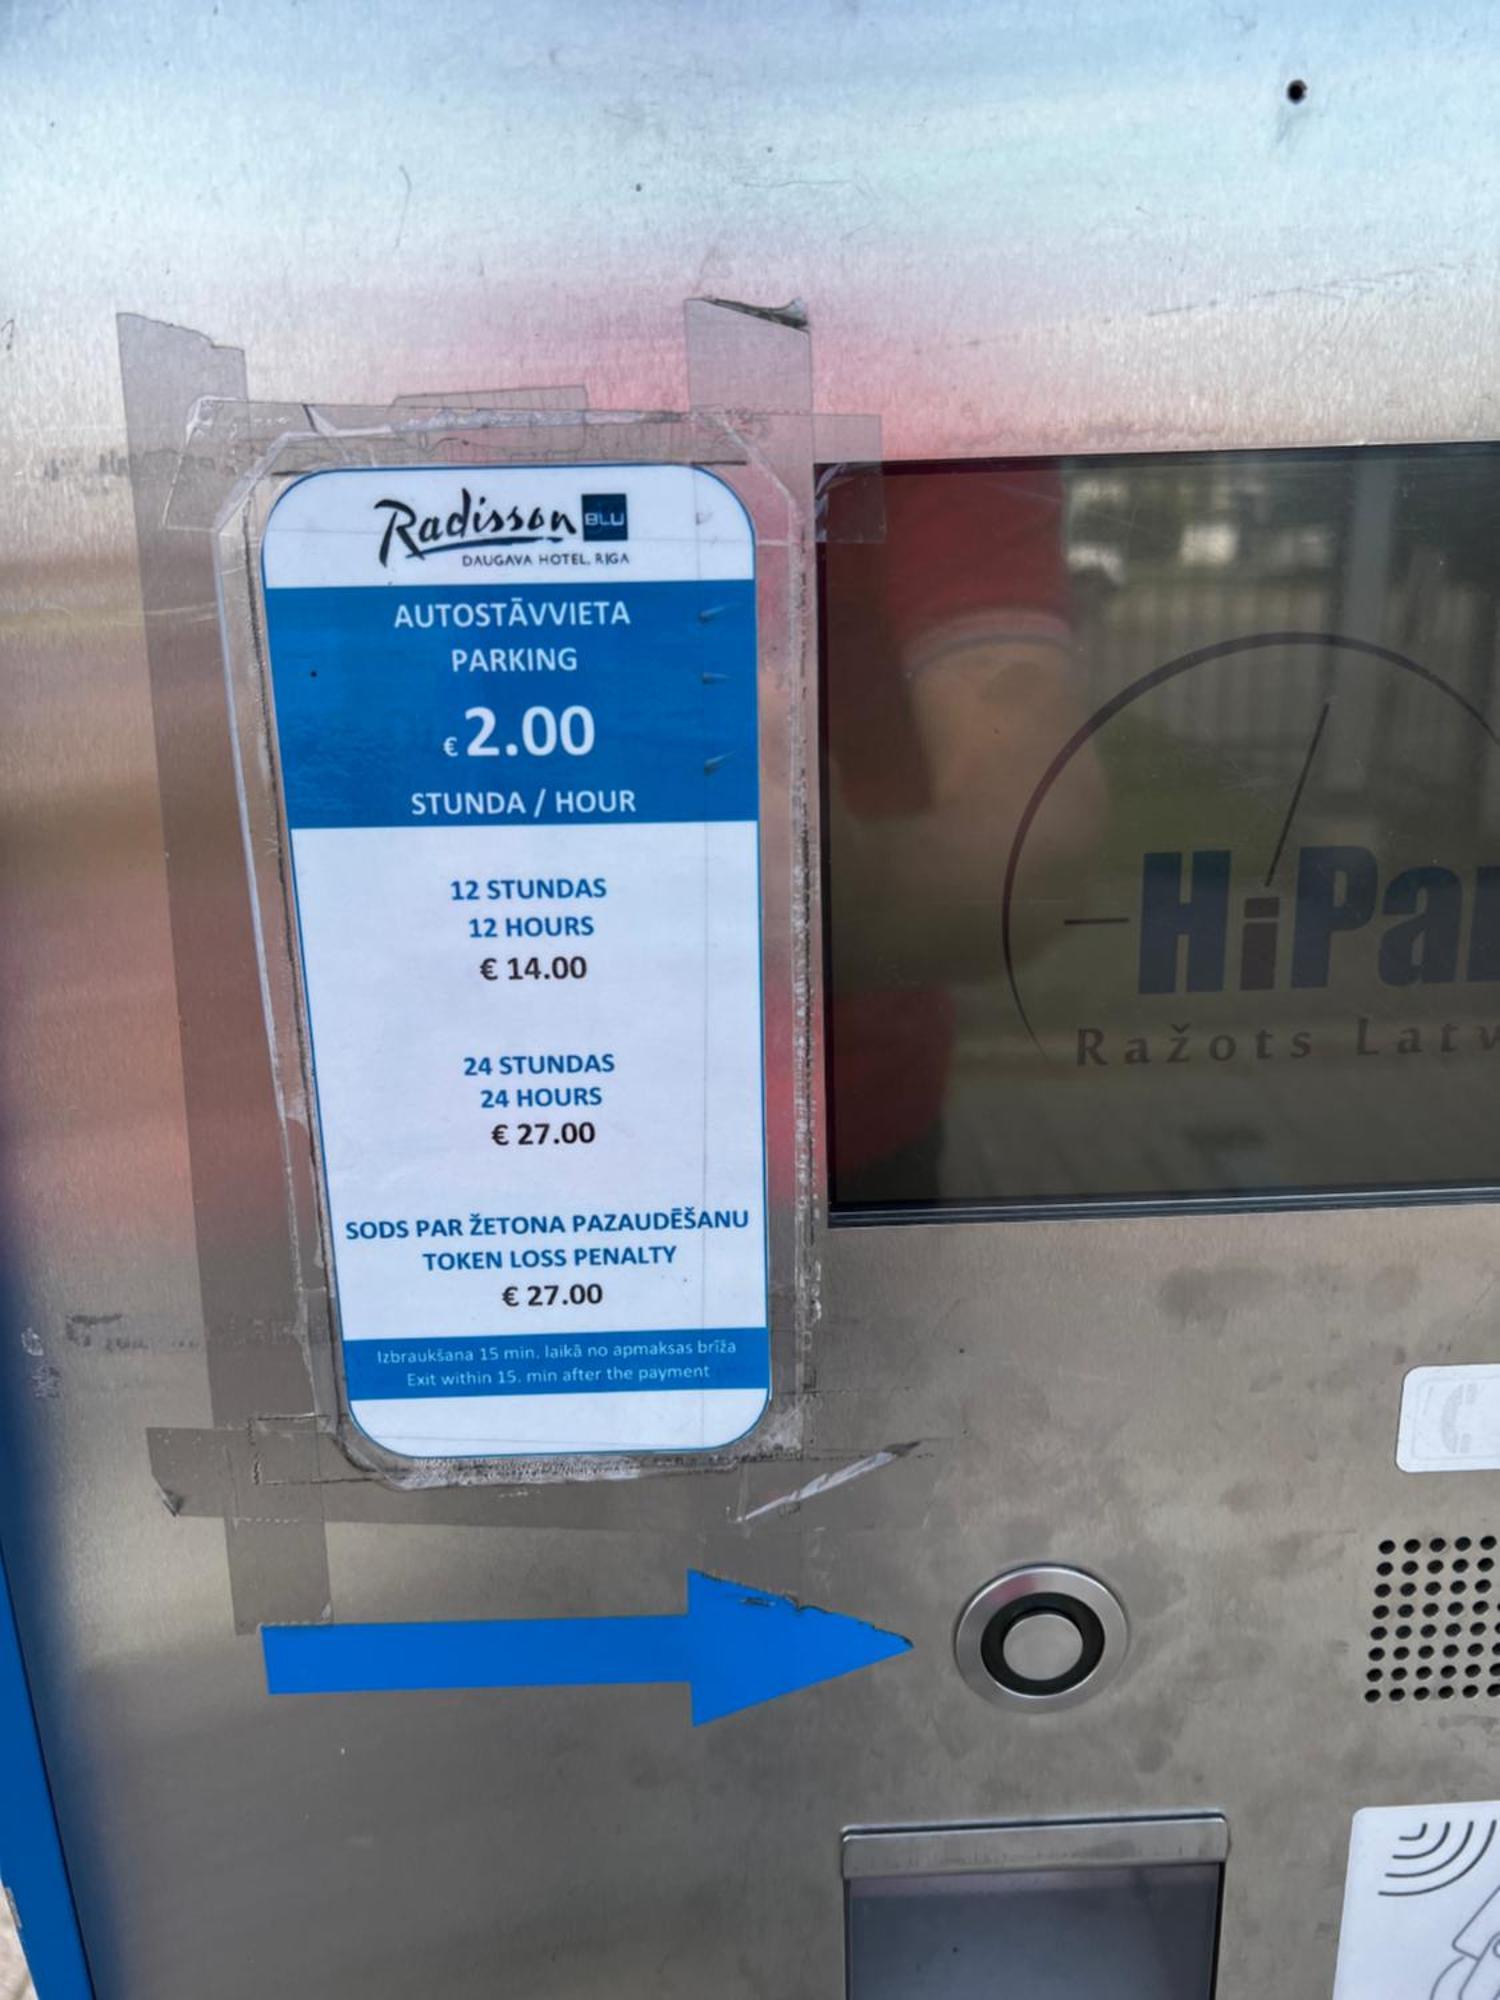 Radisson BLU
DAUGAVA HOTEL, RIGA
AUTOSTĀVVIETA
PARKING
€ 2.00
STUNDA / HOUR
12 STUNDAS
12 HOURS
€ 14.00
24 STUNDAS
24 HOURS
€ 27.00
SODS PAR ŽETONA PAZAUDĒŠANU
TOKEN LOSS PENALTY
€ 27.00
Izbraukšana 15 min. laikā no apmaksas brīža
Exit within 15. min after the payment
HiPar
Ražots Latv